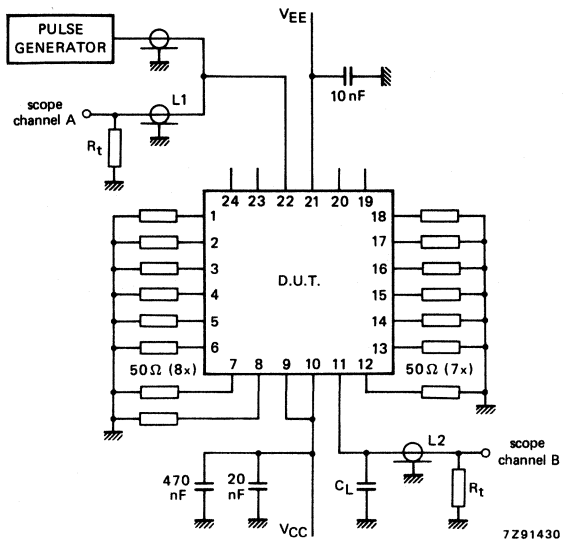 PULSE
GENERATOR
VEE
10 nF
scope
channel A
L1
Rt
24 23 22 21 20 19
1
2
3
4
5
6
18
17
16
15
14
13
D.U.T.
7 8 9 10 11 12
50Ω (8x)
50Ω (7x)
470
nF
20
nF
VCC
CL
L2
scope
channel B
Rt
7Z91430